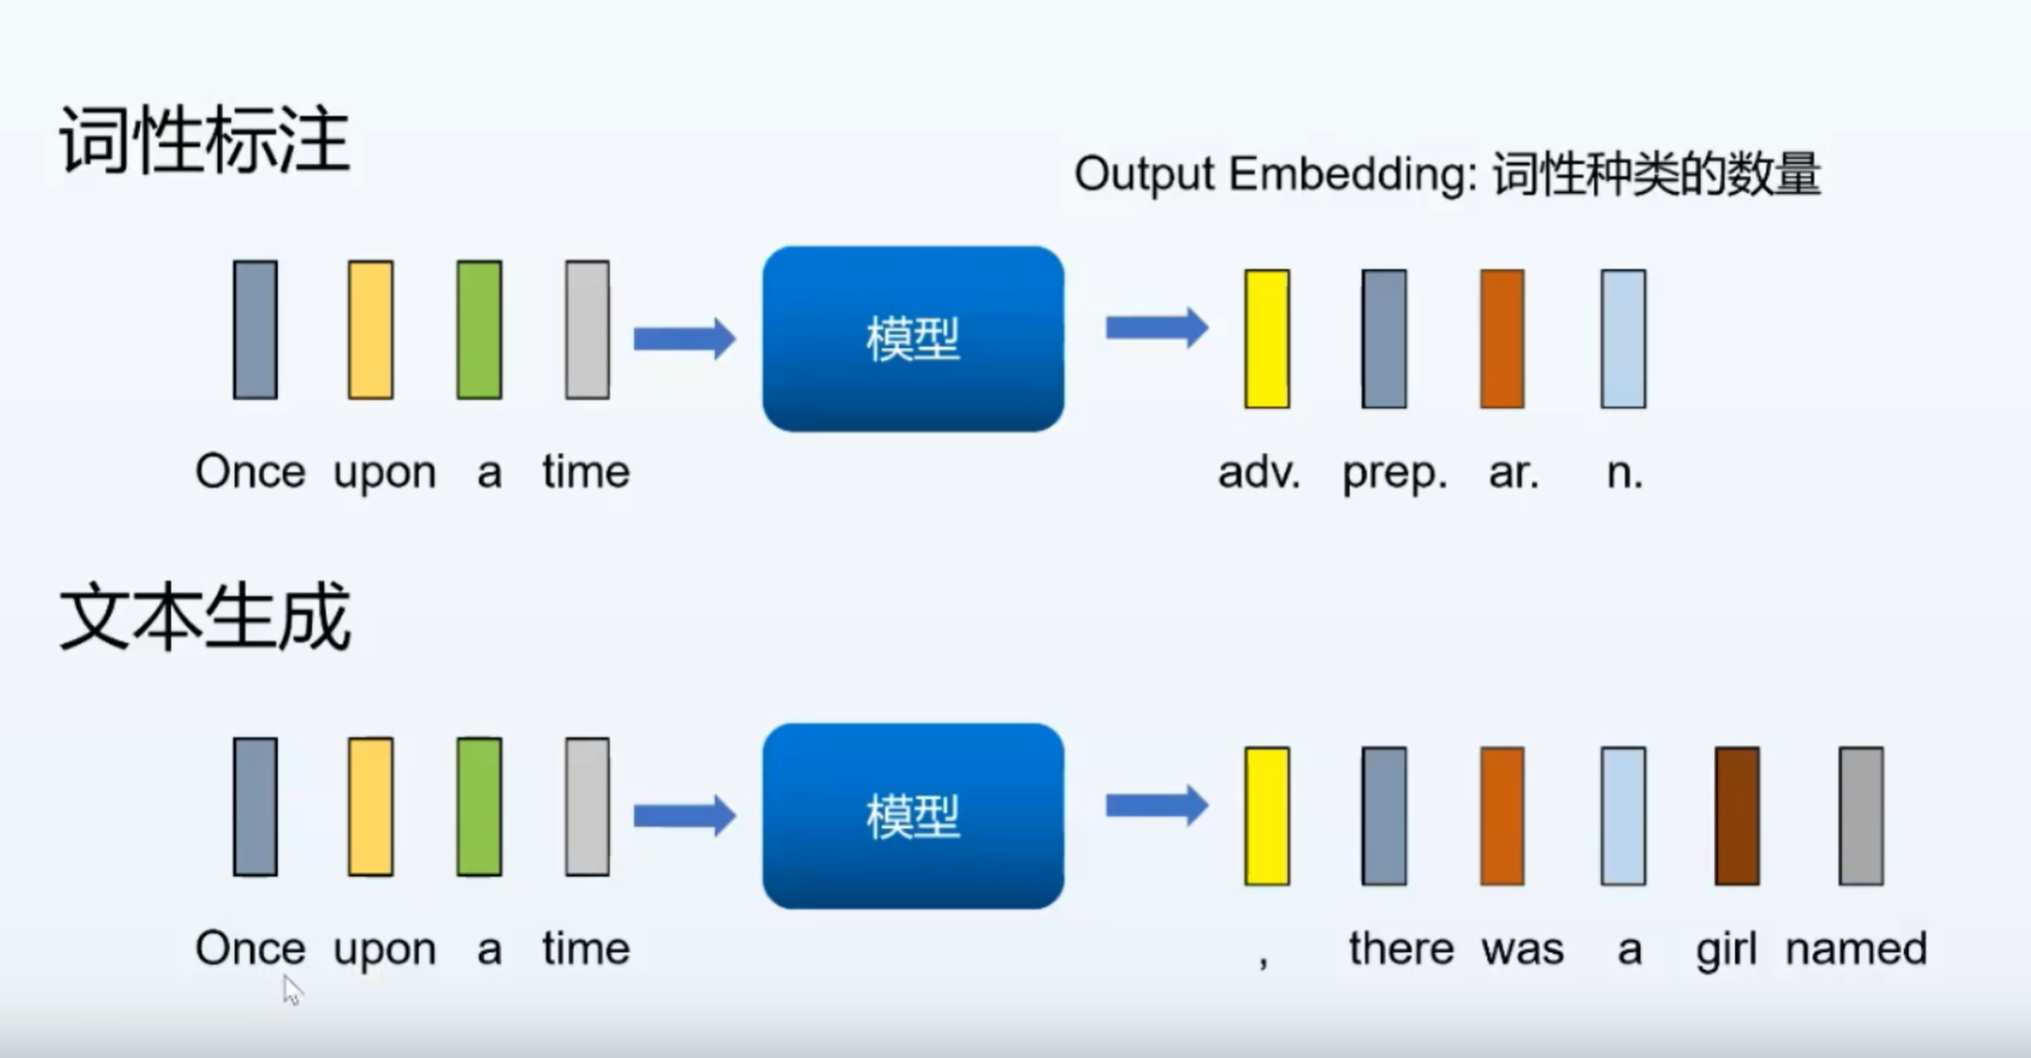 词性标注
Output Embedding: 词性种类的数量
模型
Once upon a time
adv. prep. ar. n.
文本生成
模型
Once upon a time
, there was a girl named